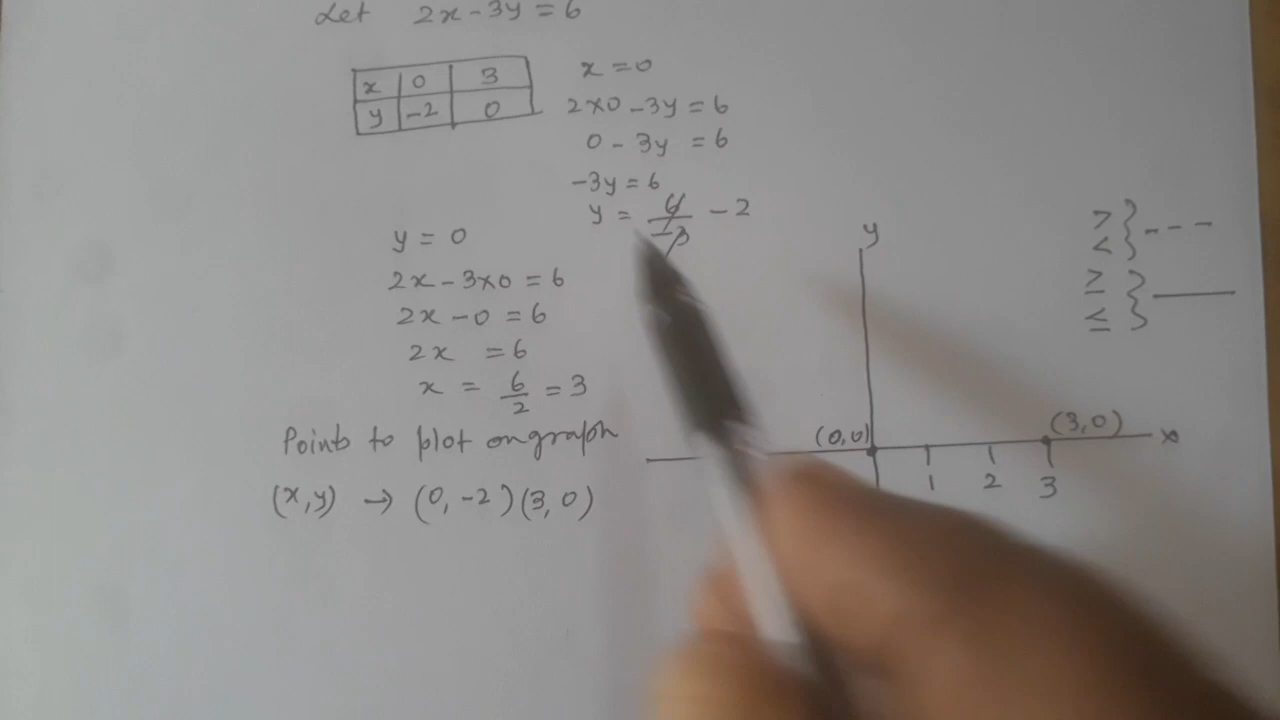 Let 2x - 3y = 6
x 0 3
y -2 0
x = 0
2×0 - 3y = 6
0 - 3y = 6
-3y = 6
y = 6/-3 - 2
y = 0
2x - 3×0 = 6
2x - 0 = 6
2x = 6
x = 6/2 = 3
Points to plot on graph
(x,y) → (0, -2) (3, 0)
y
> < } ---
≥ ≤ } —
(0,0) (3,0) x
1 2 3